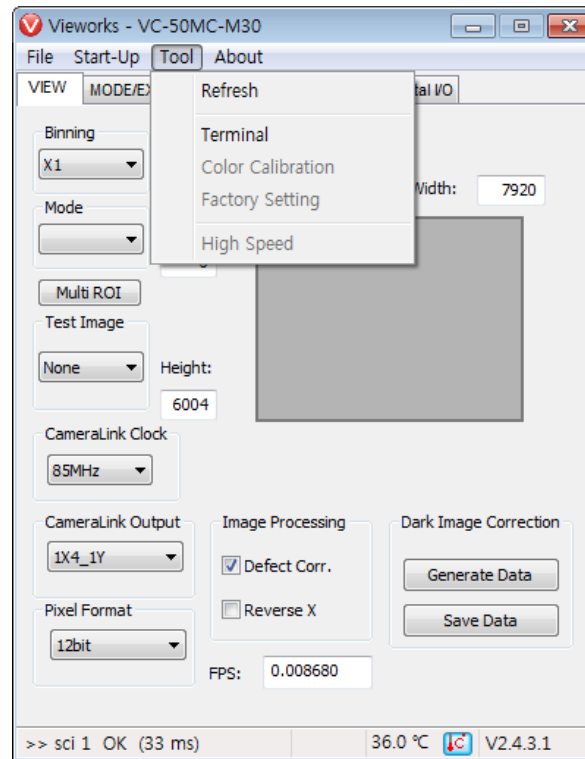 Vieworks - VC-50MC-M30
File Start-Up Tool About
VIEW MODE/E tal I/O
Refresh
Terminal
Color Calibration
Factory Setting
High Speed
Binning
X1
Mode
Width: 7920
Multi ROI
Test Image
None
Height:
6004
CameraLink Clock
85MHz
CameraLink Output
1X4_1Y
Image Processing
Defect Corr.
Reverse X
Dark Image Correction
Generate Data
Save Data
Pixel Format
12bit
FPS: 0.008680
>> sci 1 OK (33 ms) 36.0 ℃ C V2.4.3.1